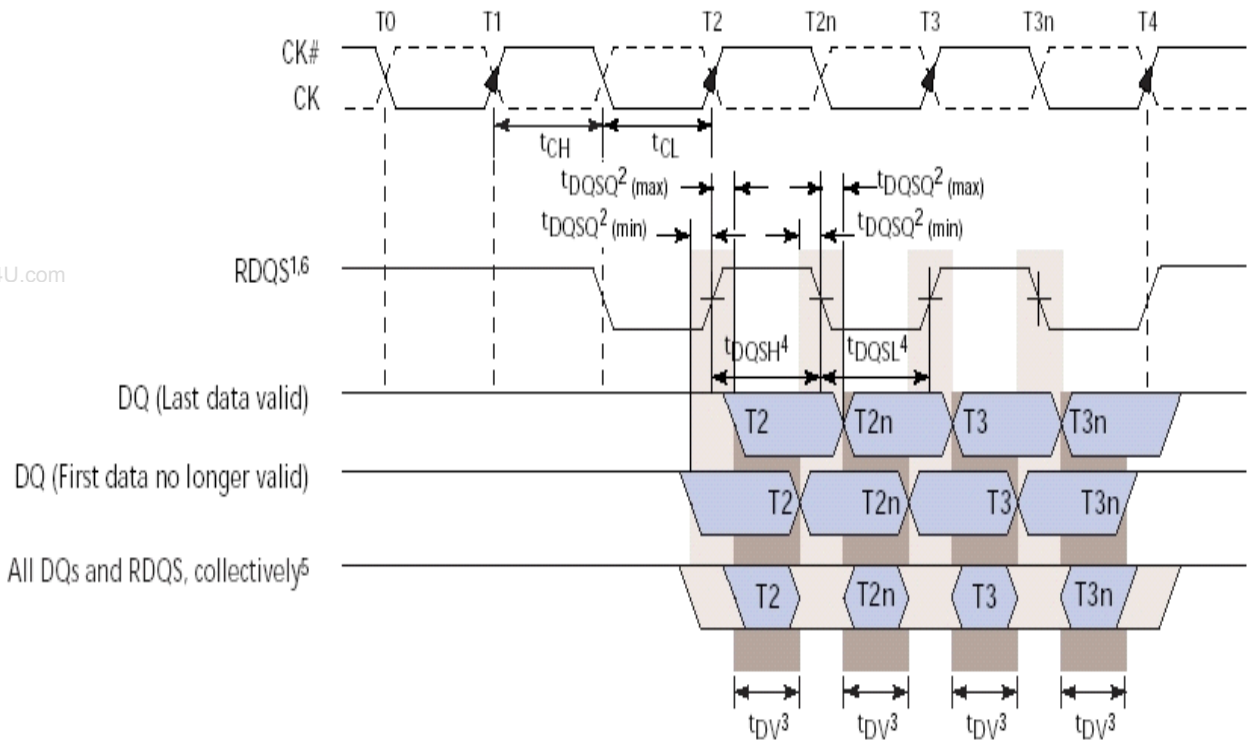 T0 T1 T2 T2n T3 T3n T4
CK#
CK
tCH tCL
tDQSQ2 (max) tDQSQ2 (max)
tDQSQ2 (min) tDQSQ2 (min)
4U.com
RDQS1,6
tDQSH4 tDQSL4
DQ (Last data valid)
T2 T2n T3 T3n
DQ (First data no longer valid)
T2 T2n T3 T3n
All DQs and RDQS, collectively5
T2 T2n T3 T3n
tDV3 tDV3 tDV3 tDV3